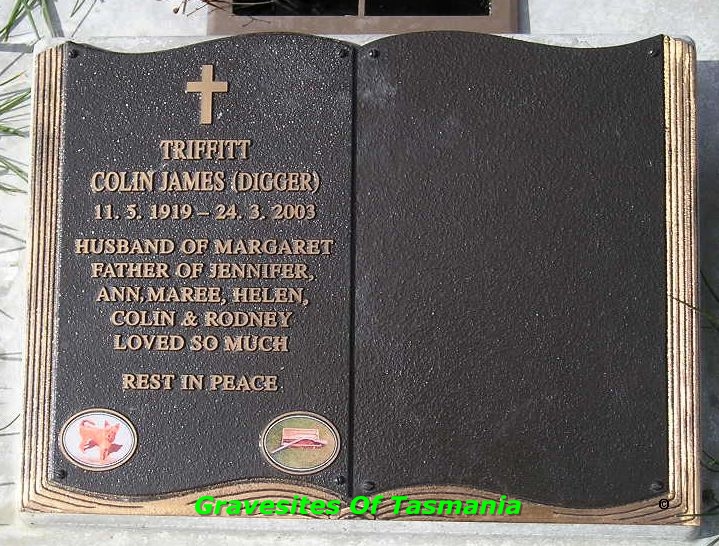 TRIFFITT
COLIN JAMES (DIGGER)
11. 5. 1919 – 24. 3. 2003
HUSBAND OF MARGARET
FATHER OF JENNIFER,
ANN, MAREE, HELEN,
COLIN & RODNEY
LOVED SO MUCH
REST IN PEACE
Gravesites Of Tasmania
©